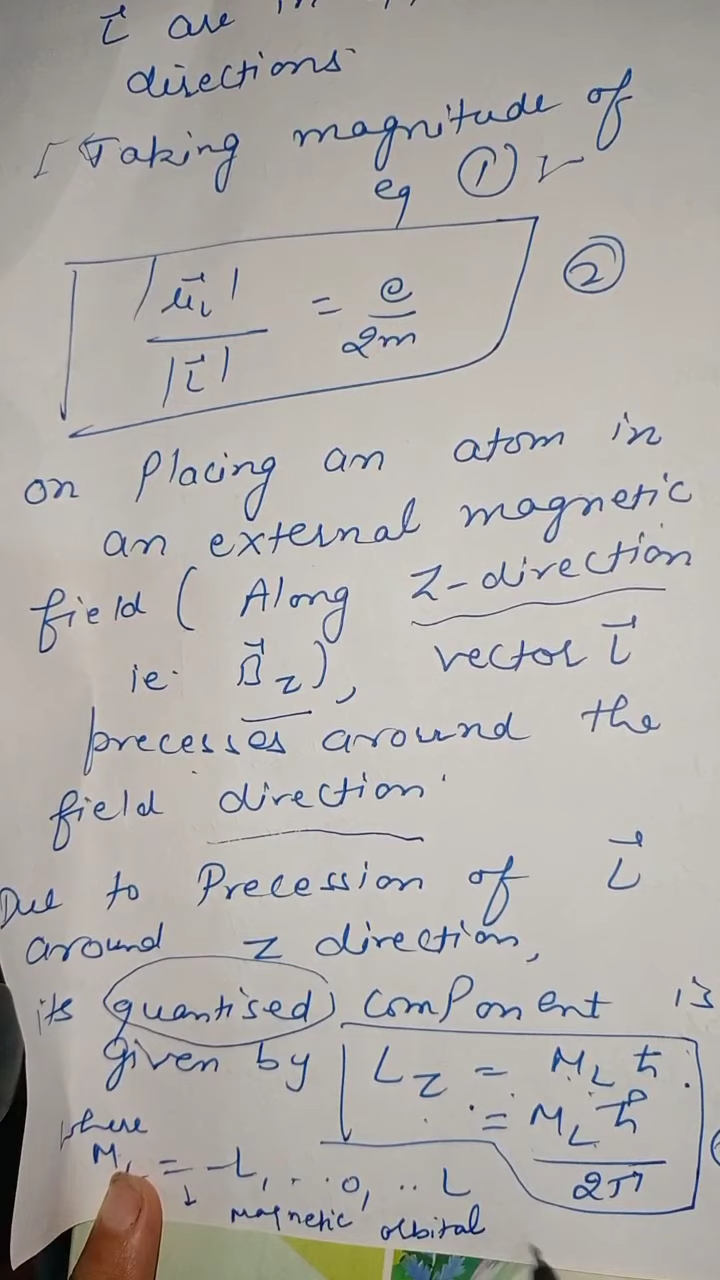 L⃗ are in
directions
[ Taking magnitude of
eq ①
|μ⃗_L| / |L⃗| = e / 2m ②
on Placing an atom in
an external magnetic
field ( Along Z-direction
ie. B⃗_z), vector L⃗
precesses around the
field direction.
Due to Precession of L⃗
around z direction,
its (quantised) component is
given by L_Z = M_L ħ.
= M_L ħ / 2π
where
M_L = -L, ...0, ..L
↓ magnetic orbital